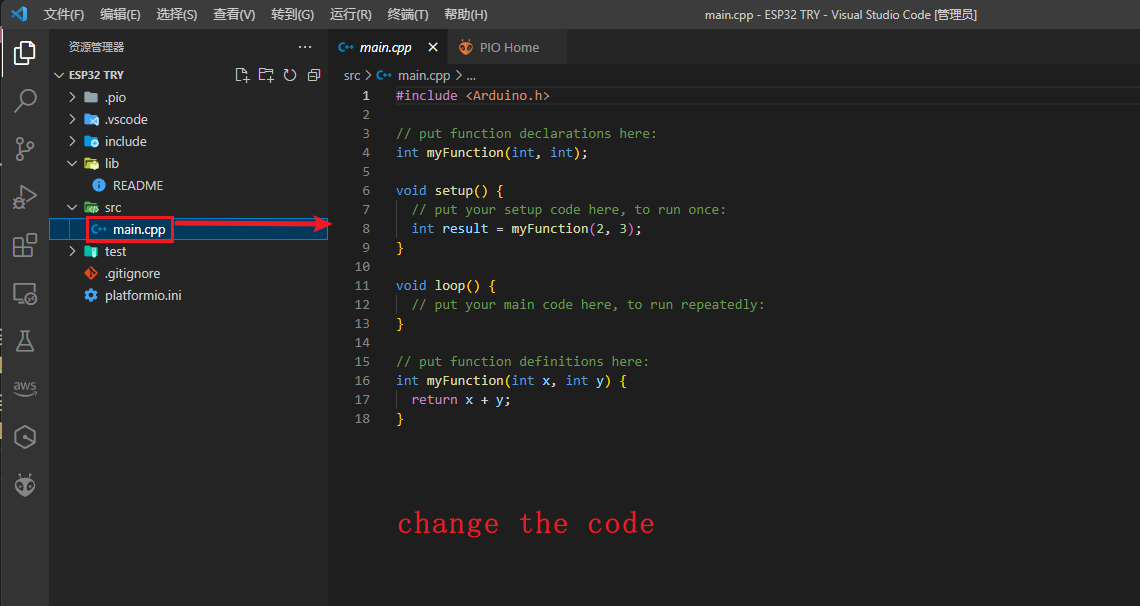 文件(F) 编辑(E) 选择(S) 查看(V) 转到(G) 运行(R) 终端(T) 帮助(H) main.cpp - ESP32 TRY - Visual Studio Code [管理员]
资源管理器 ...
ESP32 TRY
.pio
.vscode
include
lib
README
src
main.cpp
test
.gitignore
platformio.ini
aws
C++ main.cpp × PIO Home
src > C++ main.cpp > ...
1 #include <Arduino.h>
2
3 // put function declarations here:
4 int myFunction(int, int);
5
6 void setup() {
7 // put your setup code here, to run once:
8 int result = myFunction(2, 3);
9 }
10
11 void loop() {
12 // put your main code here, to run repeatedly:
13 }
14
15 // put function definitions here:
16 int myFunction(int x, int y) {
17 return x + y;
18 }
change the code